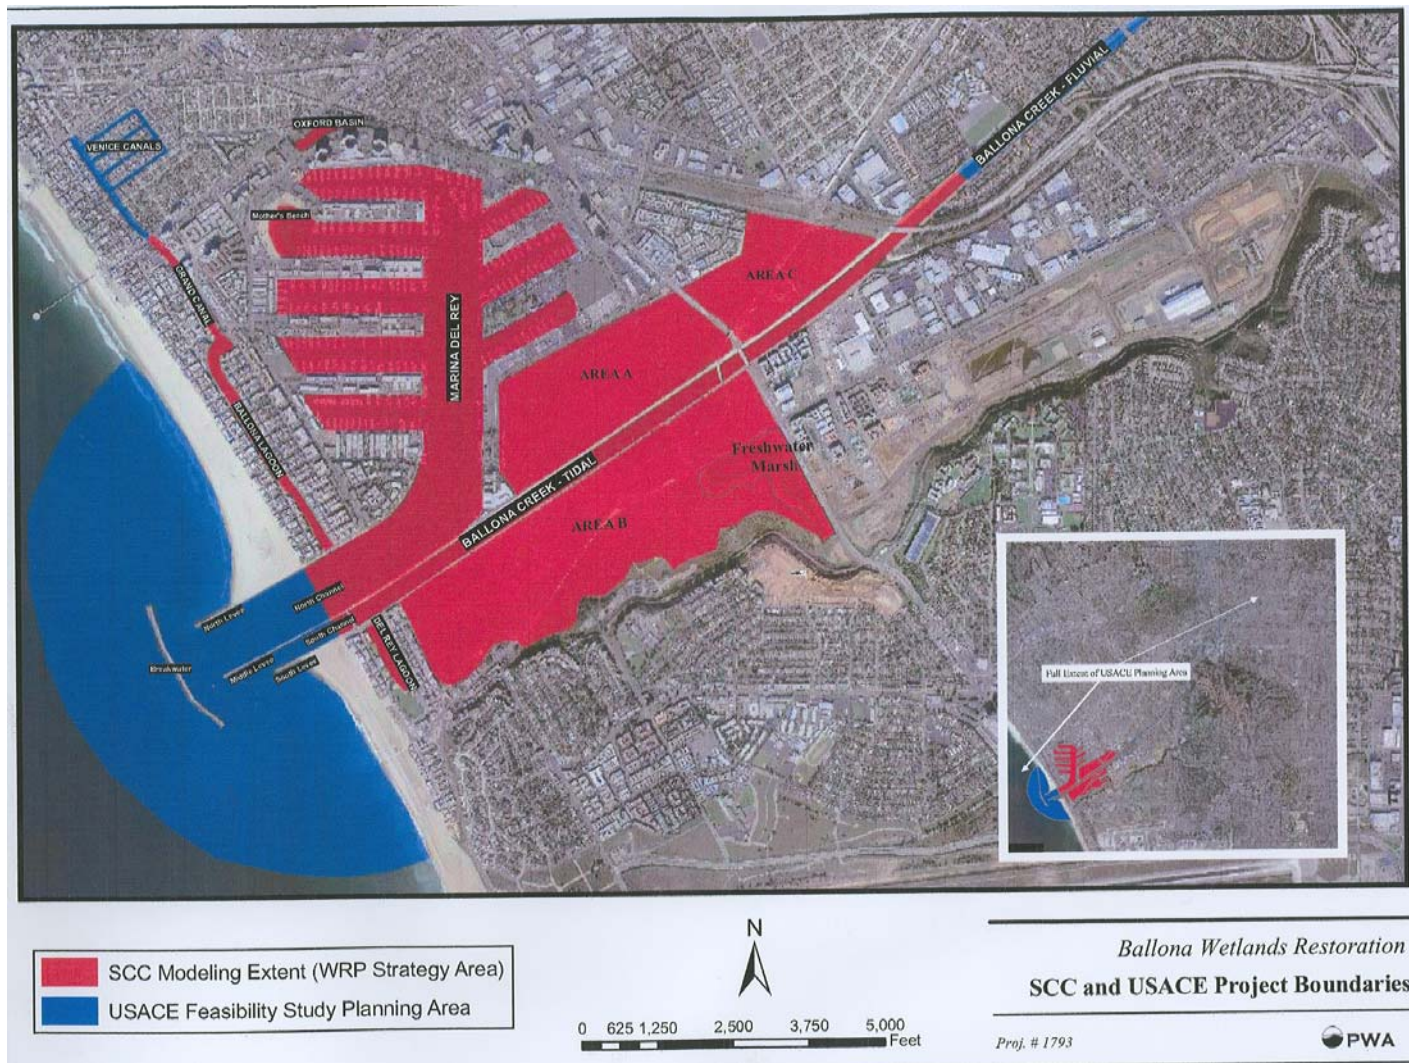 BALLONA CREEK - FLUVIAL
OXFORD BASIN
VENICE CANALS
Mother's Beach
GRAND CANAL
MARINA DEL REY
AREA C
AREA A
BALLONA LAGOON
Freshwater
Marsh
BALLONA CREEK - TIDAL
AREA B
North Channel
North Levee
South Channel
DEL REY LAGOON
Breakwater
Middle Levee
South Levee
Full Extent of USACE Planning Area
SCC Modeling Extent (WRP Strategy Area)
USACE Feasibility Study Planning Area
N
0 625 1,250 2,500 3,750 5,000
Feet
Ballona Wetlands Restoration
SCC and USACE Project Boundaries
Proj. # 1793
PWA